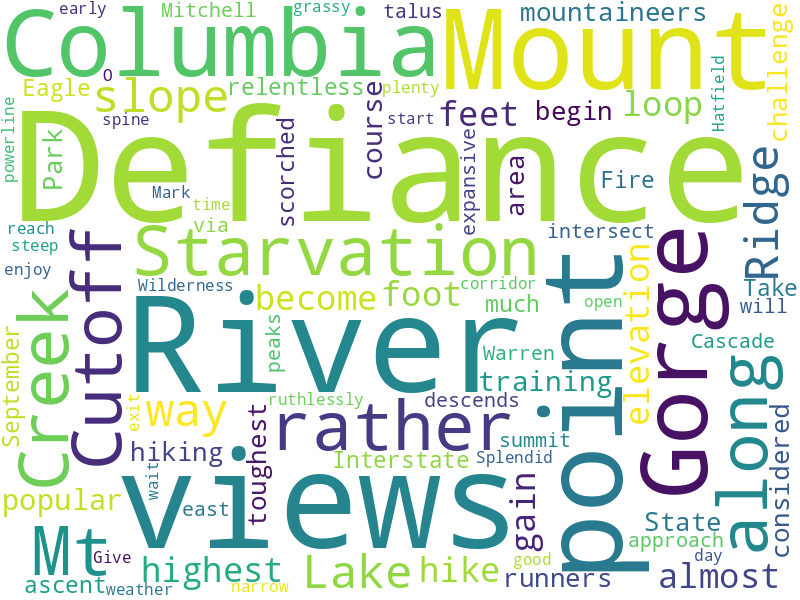 early
Mitchell
grassy
talus
mountaineers
Columbia
Mount
challenge
Eagle
O
slope
relentless
plenty
course
feet
begin
loop
Hatfield
powerline
spine
start
Defiance
Park
scorched
expansive
area
Fire
Ridge
Mark
time
via
reach
steep
enjoy
Starvation
intersect
Cutoff
Gorge
point
elevation
Creek
Wilderness
become
foot
corridor
much
open
Take
will
River
peaks
Warren
Cascade
training
September
exit
way
ruthlessly
descends
along
rather
toughest
hiking
summit
Interstate
Splendid
considered
popular
wait
east
views
gain
State
approach
Mt
Give
highest
Lake
hike
good
day
runners
almost
ascent
weather
narrow